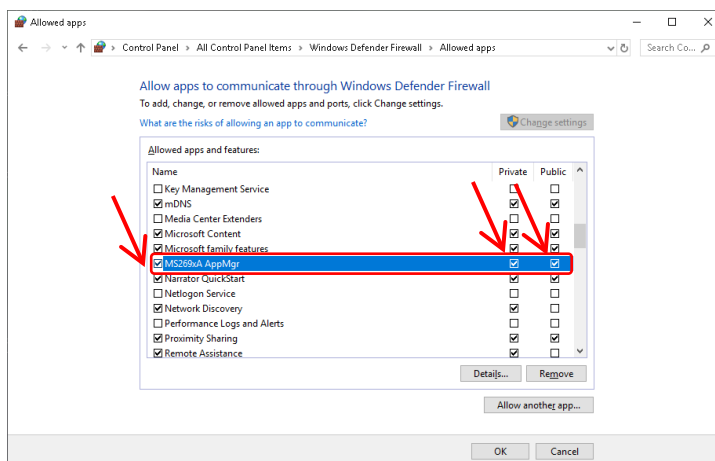 Allowed apps
Control Panel > All Control Panel Items > Windows Defender Firewall > Allowed apps
Search Co...
Allow apps to communicate through Windows Defender Firewall
To add, change, or remove allowed apps and ports, click Change settings.
What are the risks of allowing an app to communicate?
Change settings
Allowed apps and features:
Name Private Public
Key Management Service
mDNS
Media Center Extenders
Microsoft Content
Microsoft family features
MS269xA AppMgr
Narrator QuickStart
Netlogon Service
Network Discovery
Performance Logs and Alerts
Proximity Sharing
Remote Assistance
Details... Remove
Allow another app...
OK Cancel